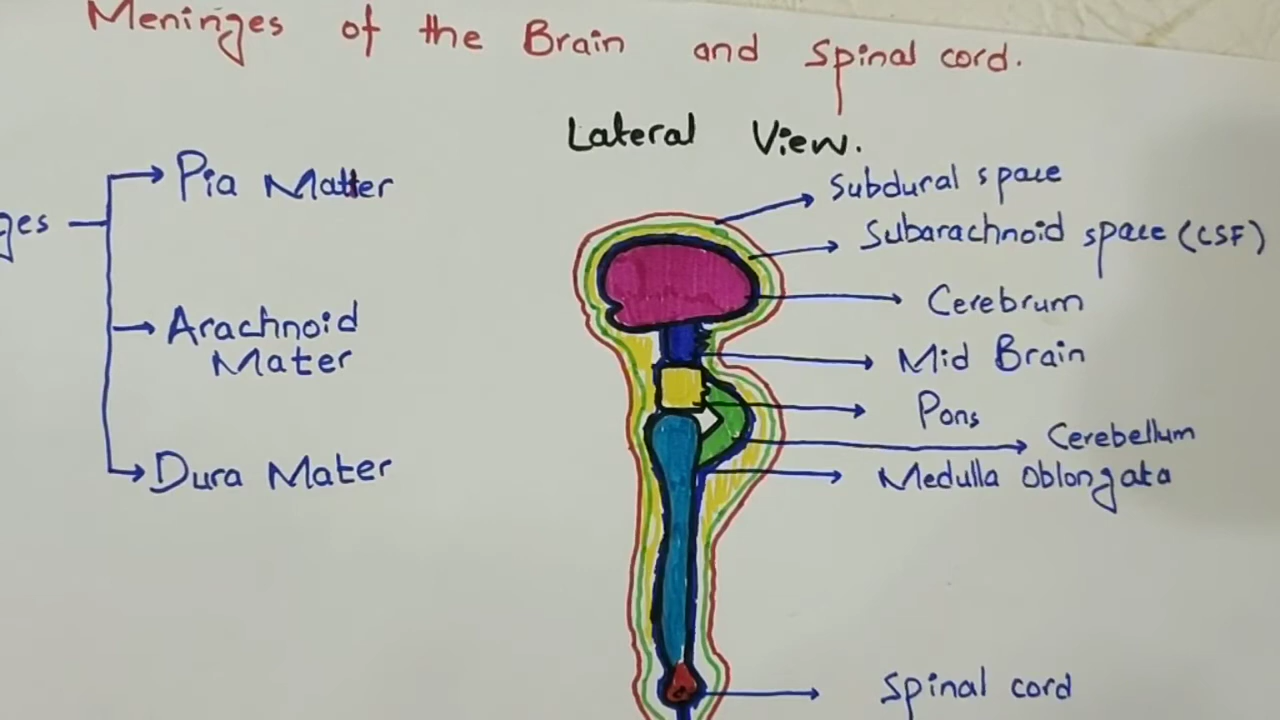 Meninges of the Brain and Spinal cord.
Lateral View.
Pia Matter
Subdural space
ges
Subarachnoid space (CSF)
Cerebrum
Arachnoid
Mater
Mid Brain
Pons
Cerebellum
Dura Mater
Medulla Oblongata
Spinal cord